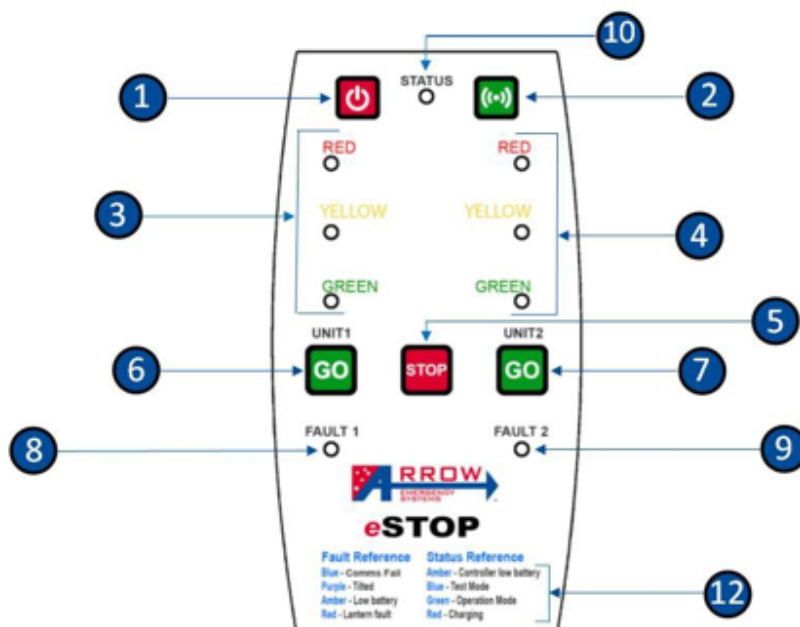 10
STATUS
1
2
RED RED
3
YELLOW YELLOW
4
GREEN GREEN
5
UNIT1 UNIT2
6
GO STOP GO
7
FAULT 1 FAULT 2
8
9
ARROW
EMERGENCY
SYSTEMS
eSTOP
Fault Reference
Blue - Comms Fail
Purple - Tilted
Amber - Low battery
Red - Lantern fault
Status Reference
Amber - Controller low battery
Blue - Test Mode
Green - Operation Mode
Red - Charging
12